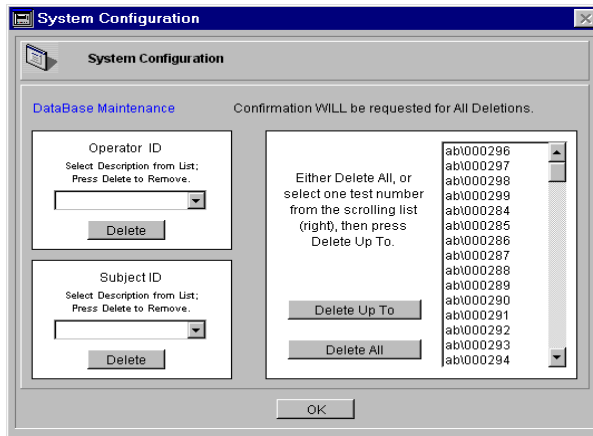 System Configuration
System Configuration
DataBase Maintenance
Confirmation WILL be requested for All Deletions.
Operator ID
Select Description from List;
Press Delete to Remove.
Delete
Subject ID
Select Description from List;
Press Delete to Remove.
Delete
Either Delete All, or
select one test number
from the scrolling list
(right), then press
Delete Up To.
Delete Up To
Delete All
ab\000296
ab\000297
ab\000298
ab\000299
ab\000284
ab\000285
ab\000286
ab\000287
ab\000288
ab\000289
ab\000290
ab\000291
ab\000292
ab\000293
ab\000294
OK